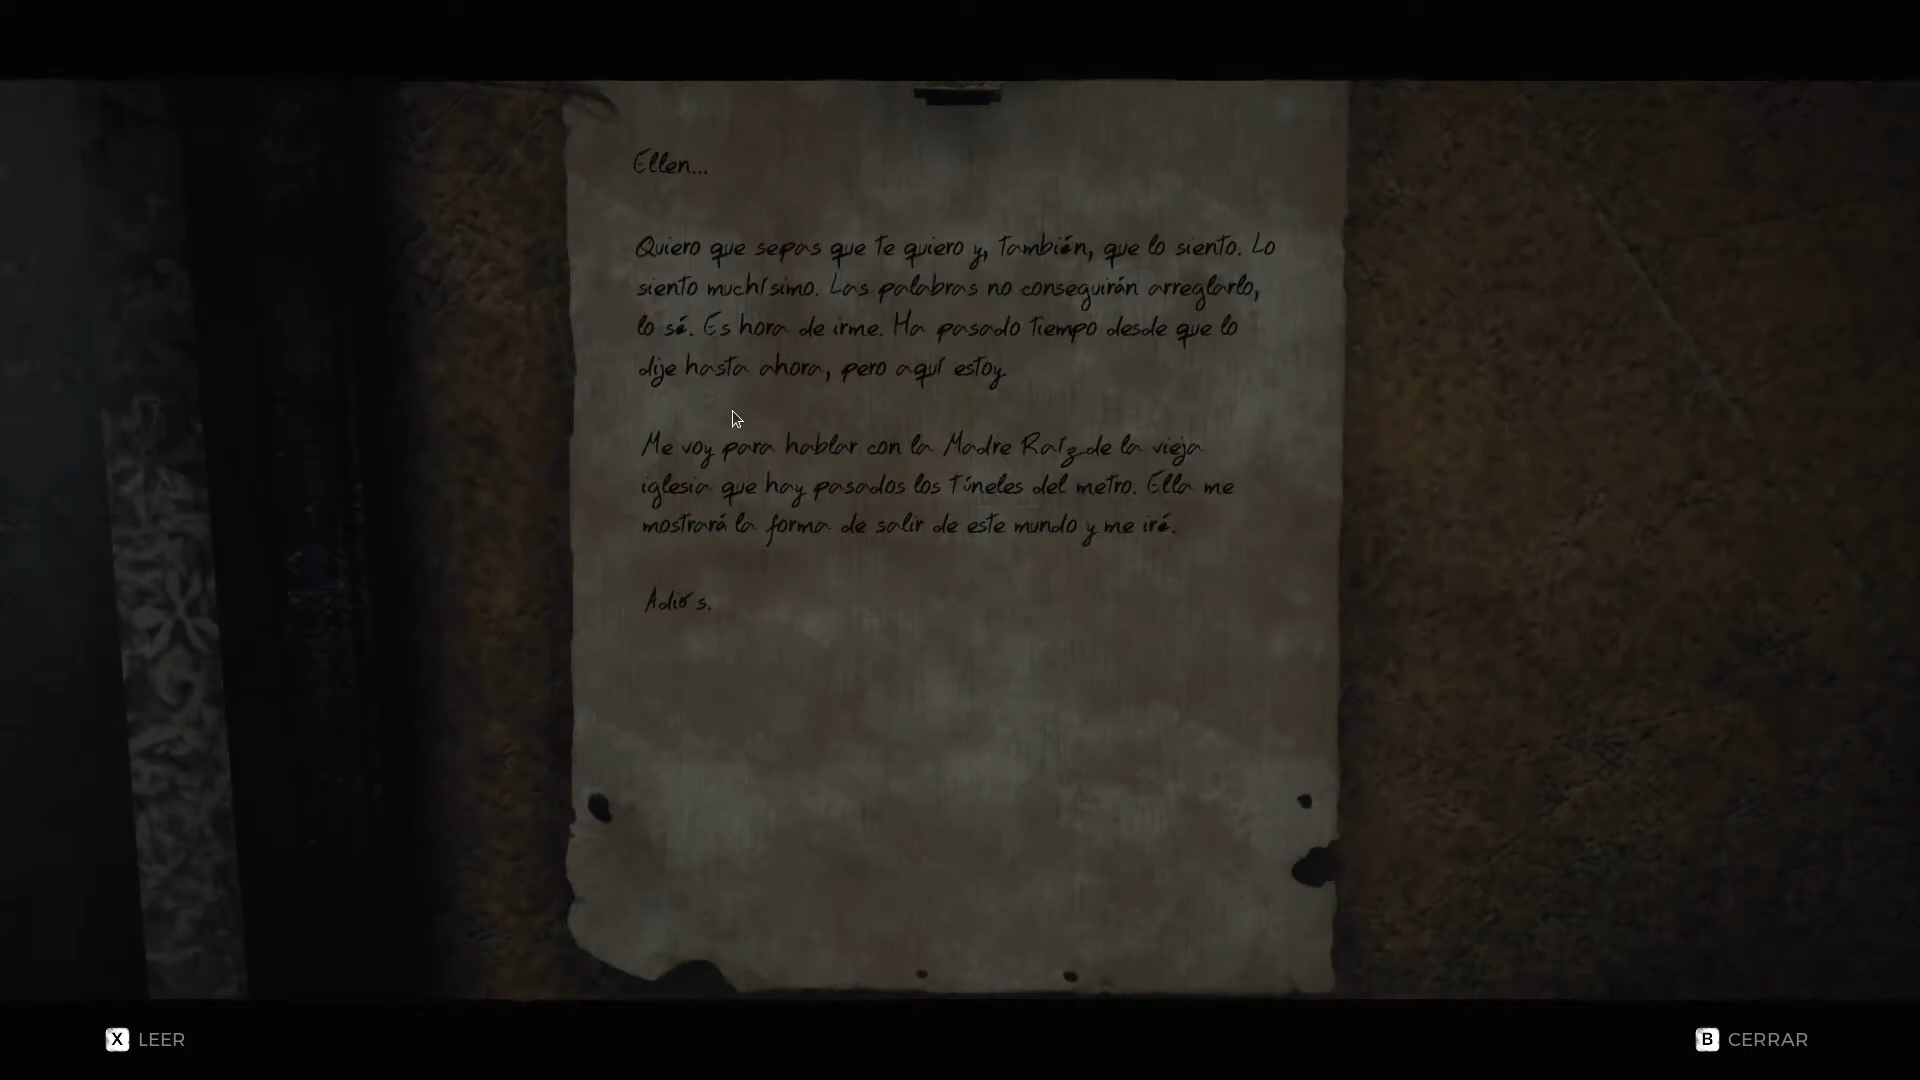 Ellen...
Quiero que sepas que te quiero y, también, que lo siento. Lo
siento muchísimo. Las palabras no conseguirán arreglarlo,
lo sé. Es hora de irme. Ha pasado tiempo desde que lo
dije hasta ahora, pero aquí estoy.
Me voy para hablar con la Madre Raíz de la vieja
iglesia que hay pasados los túneles del metro. Ella me
mostrará la forma de salir de este mundo y me iré.
Adiós.
X LEER
B CERRAR